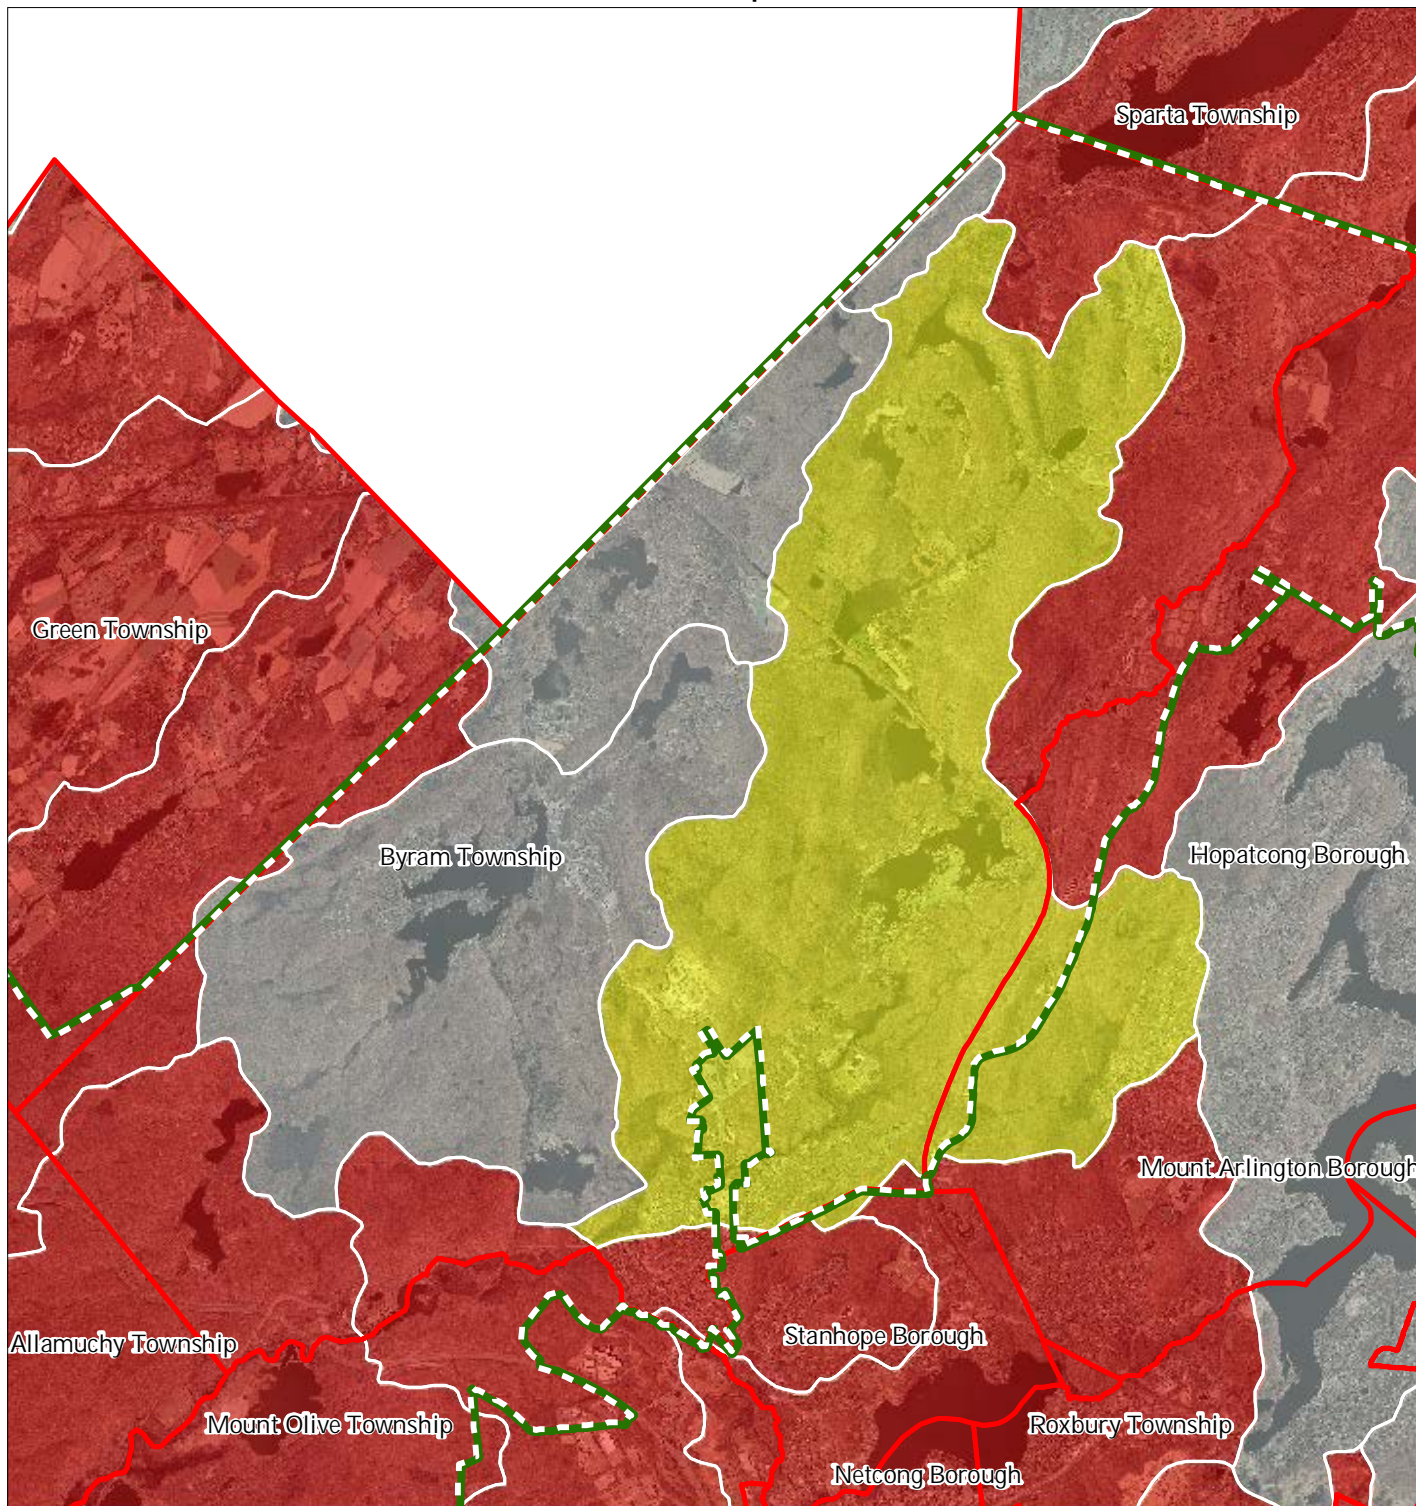 Sparta Township
Green Township
Byram Township
Hopatcong Borough
Mount Arlington Borough
Stanhope Borough
Allamuchy Township
Mount Olive Township
Roxbury Township
Netcong Borough